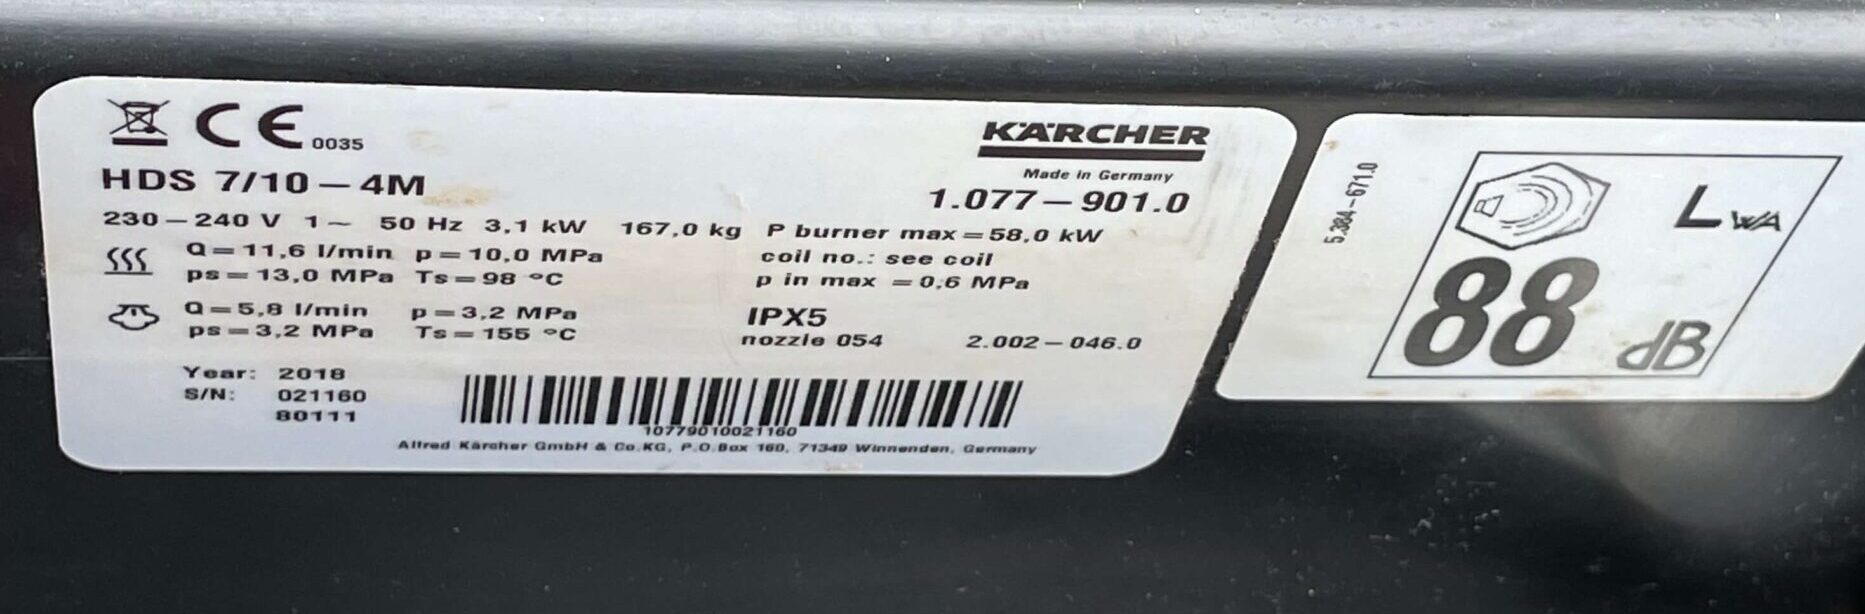 CE 0035
KÄRCHER
Made in Germany
HDS 7/10-4M
1.077-901.0
230-240 V 1~ 50 Hz 3,1 kW 167,0 kg P burner max=58,0 kW
Q=11,6 l/min p=10,0 MPa coil no.: see coil
ps=13,0 MPa Ts=98 °C p in max =0,6 MPa
Q=5,8 l/min p=3,2 MPa IPX5
ps=3,2 MPa Ts=155 °C nozzle 054 2.002-046.0
Year: 2018
S/N: 021160
80111
10779010021160
Alfred Kärcher GmbH & Co.KG, P.O.Box 160, 71349 Winnenden, Germany
5.384-671.0
LWA
88 dB